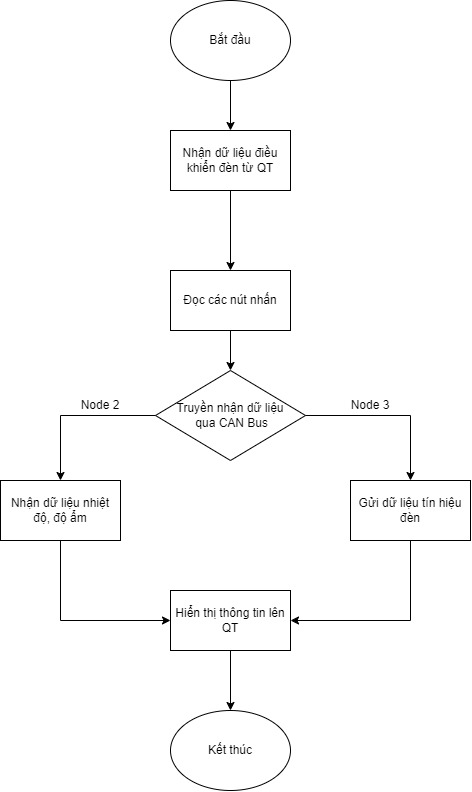 Bắt đầu
Nhận dữ liệu điều
khiển đèn từ QT
Đọc các nút nhấn
Truyền nhận dữ liệu
qua CAN Bus
Node 2
Node 3
Nhận dữ liệu nhiệt
độ, độ ẩm
Gửi dữ liệu tín hiệu
đèn
Hiển thị thông tin lên
QT
Kết thúc